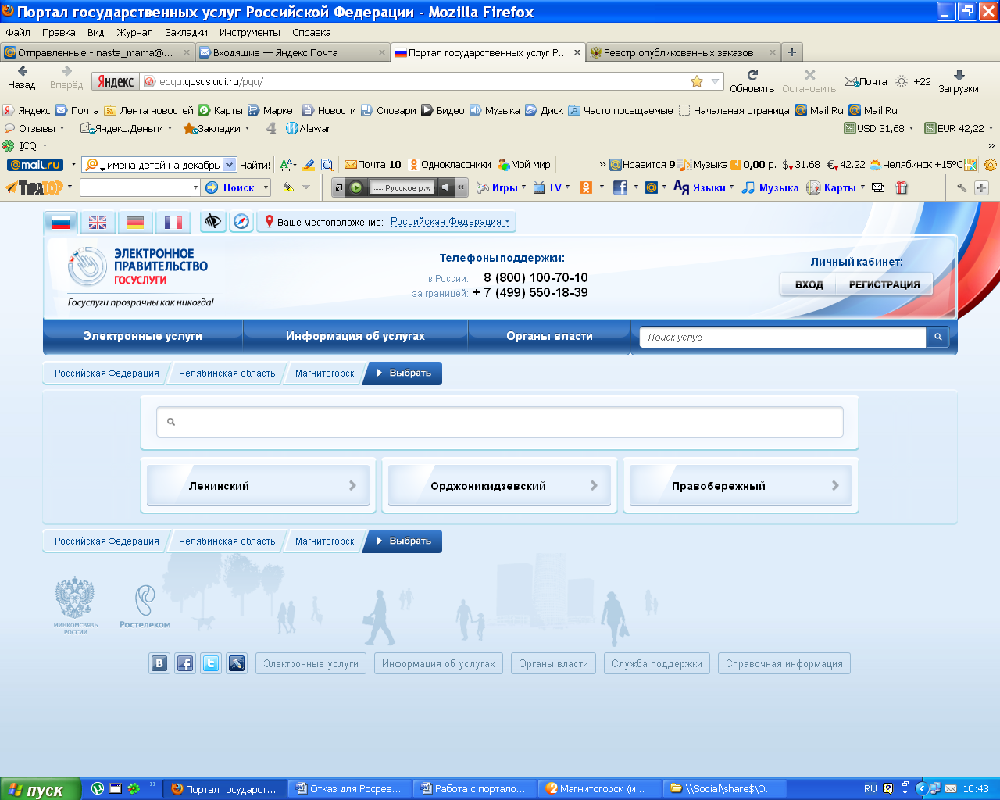 Портал государственных услуг Российской Федерации - Mozilla Firefox
Файл Правка Вид Журнал Закладки Инструменты Справка
Отправленные - nasta_mama@... Входящие — Яндекс.Почта Портал государственных услуг Р... Реестр опубликованных заказов
Назад Вперёд Яндекс epgu.gosuslugi.ru/pgu/ Обновить Остановить Почта +22 Загрузки
Яндекс Почта Лента новостей Карты Маркет Новости Словари Видео Музыка Диск Часто посещаемые Начальная страница Mail.Ru Mail.Ru
Отзывы Яндекс.Деньги Закладки Alawar USD 31,68 EUR 42,22
ICQ »
@mail.ru имена детей на декабрь Найти! Почта 10 Одноклассники Мой мир » Нравится 9 Музыка 0,00 р. $ 31.68 € 42.22 Челябинск +15°C
ТIРАТОР Поиск ..... Русское р.» « Игры TV Языки Музыка Карты
Ваше местоположение: Российская Федерация
ЭЛЕКТРОННОЕ
ПРАВИТЕЛЬСТВО
ГОСУСЛУГИ
Госуслуги прозрачны как никогда!
Телефоны поддержки:
в России: 8 (800) 100-70-10
за границей: + 7 (499) 550-18-39
Личный кабинет:
ВХОД РЕГИСТРАЦИЯ
Электронные услуги Информация об услугах Органы власти Поиск услуг
Российская Федерация Челябинская область Магнитогорск Выбрать
Ленинский Орджоникидзевский Правобережный
Российская Федерация Челябинская область Магнитогорск Выбрать
МИНКОМСВЯЗЬ
РОССИИ
Ростелеком
Электронные услуги Информация об услугах Органы власти Служба поддержки Справочная информация
пуск » Портал государст... Отказ для Росрее... Работа с портало... Магнитогорск (и... \\Social\share$\О... RU 10:43